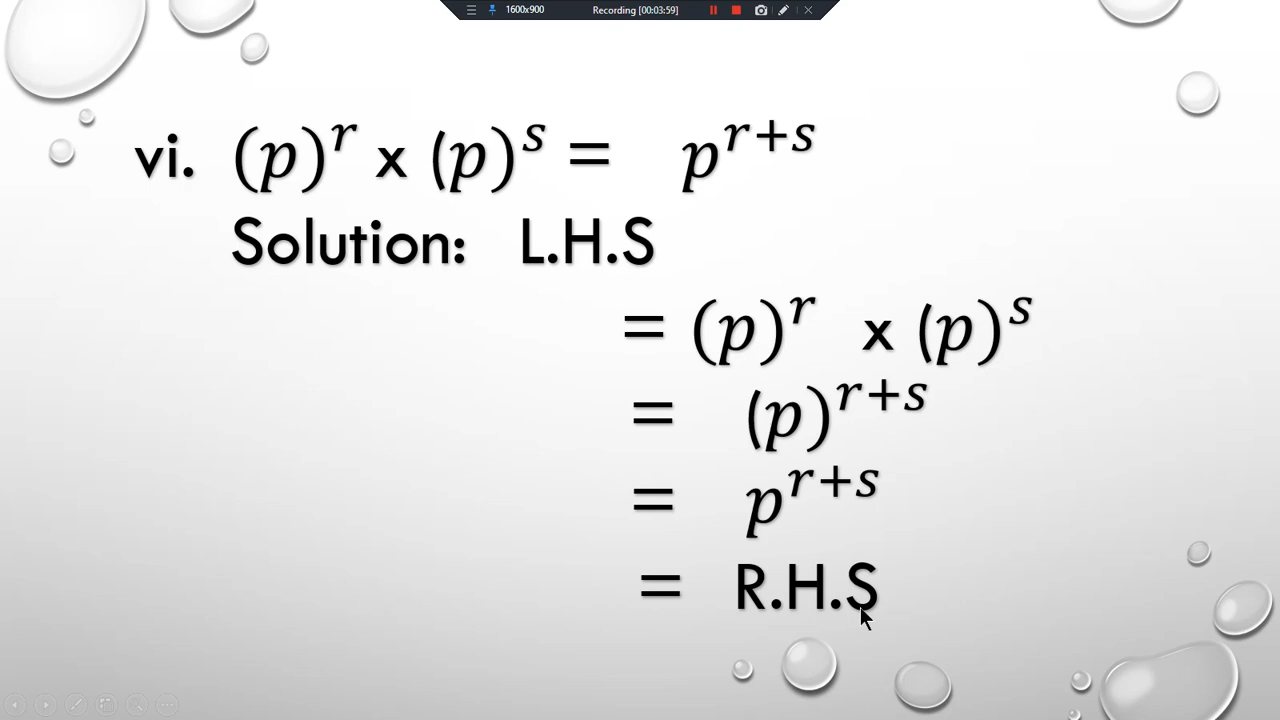 1600x900 Recording [00:03:59]
vi. (p)^r x (p)^s = p^{r+s}
Solution: L.H.S
= (p)^r x (p)^s
= (p)^{r+s}
= p^{r+s}
= R.H.S